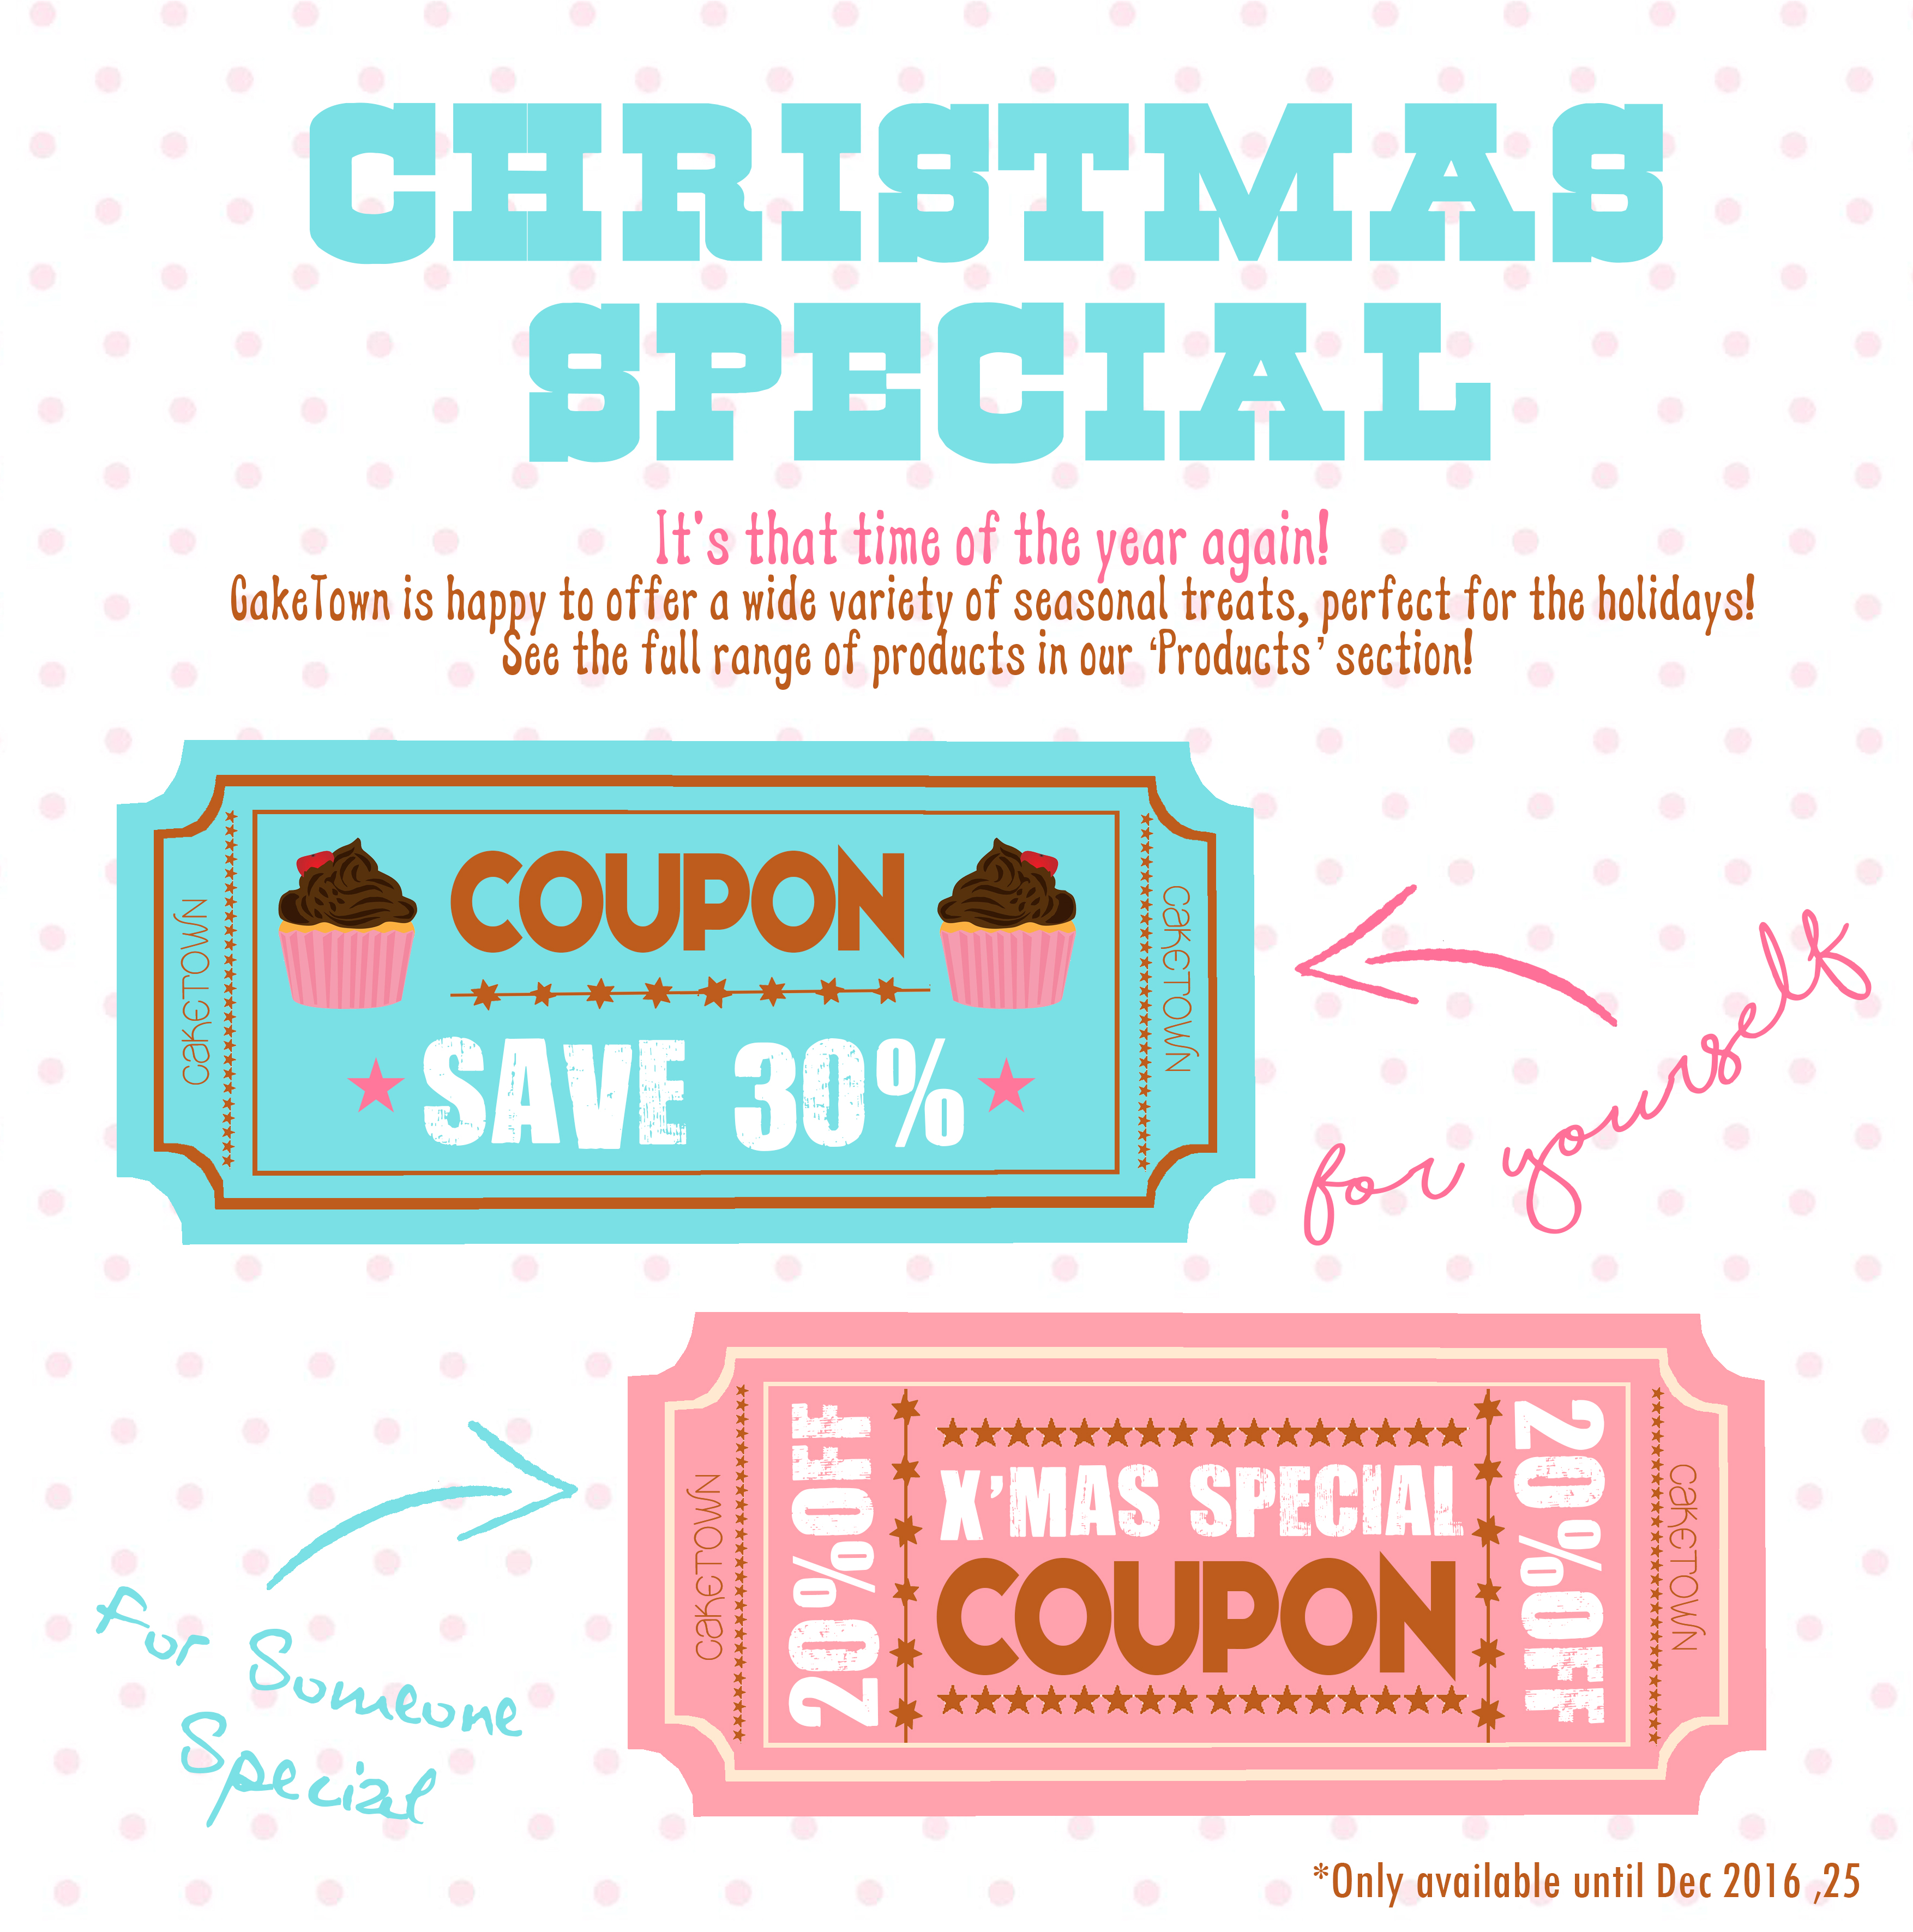 CHRISTMAS
SPECIAL
It's that time of the year again!
CakeTown is happy to offer a wide variety of seasonal treats, perfect for the holidays!
See the full range of products in our 'Products' section!
CAKETOWN
COUPON
SAVE 30%
CAKETOWN
for yourself
For Someone
Special
CAKETOWN
20%OFF
X'MAS SPECIAL
COUPON
20%OFF
CAKETOWN
*Only available until Dec 2016 ,25